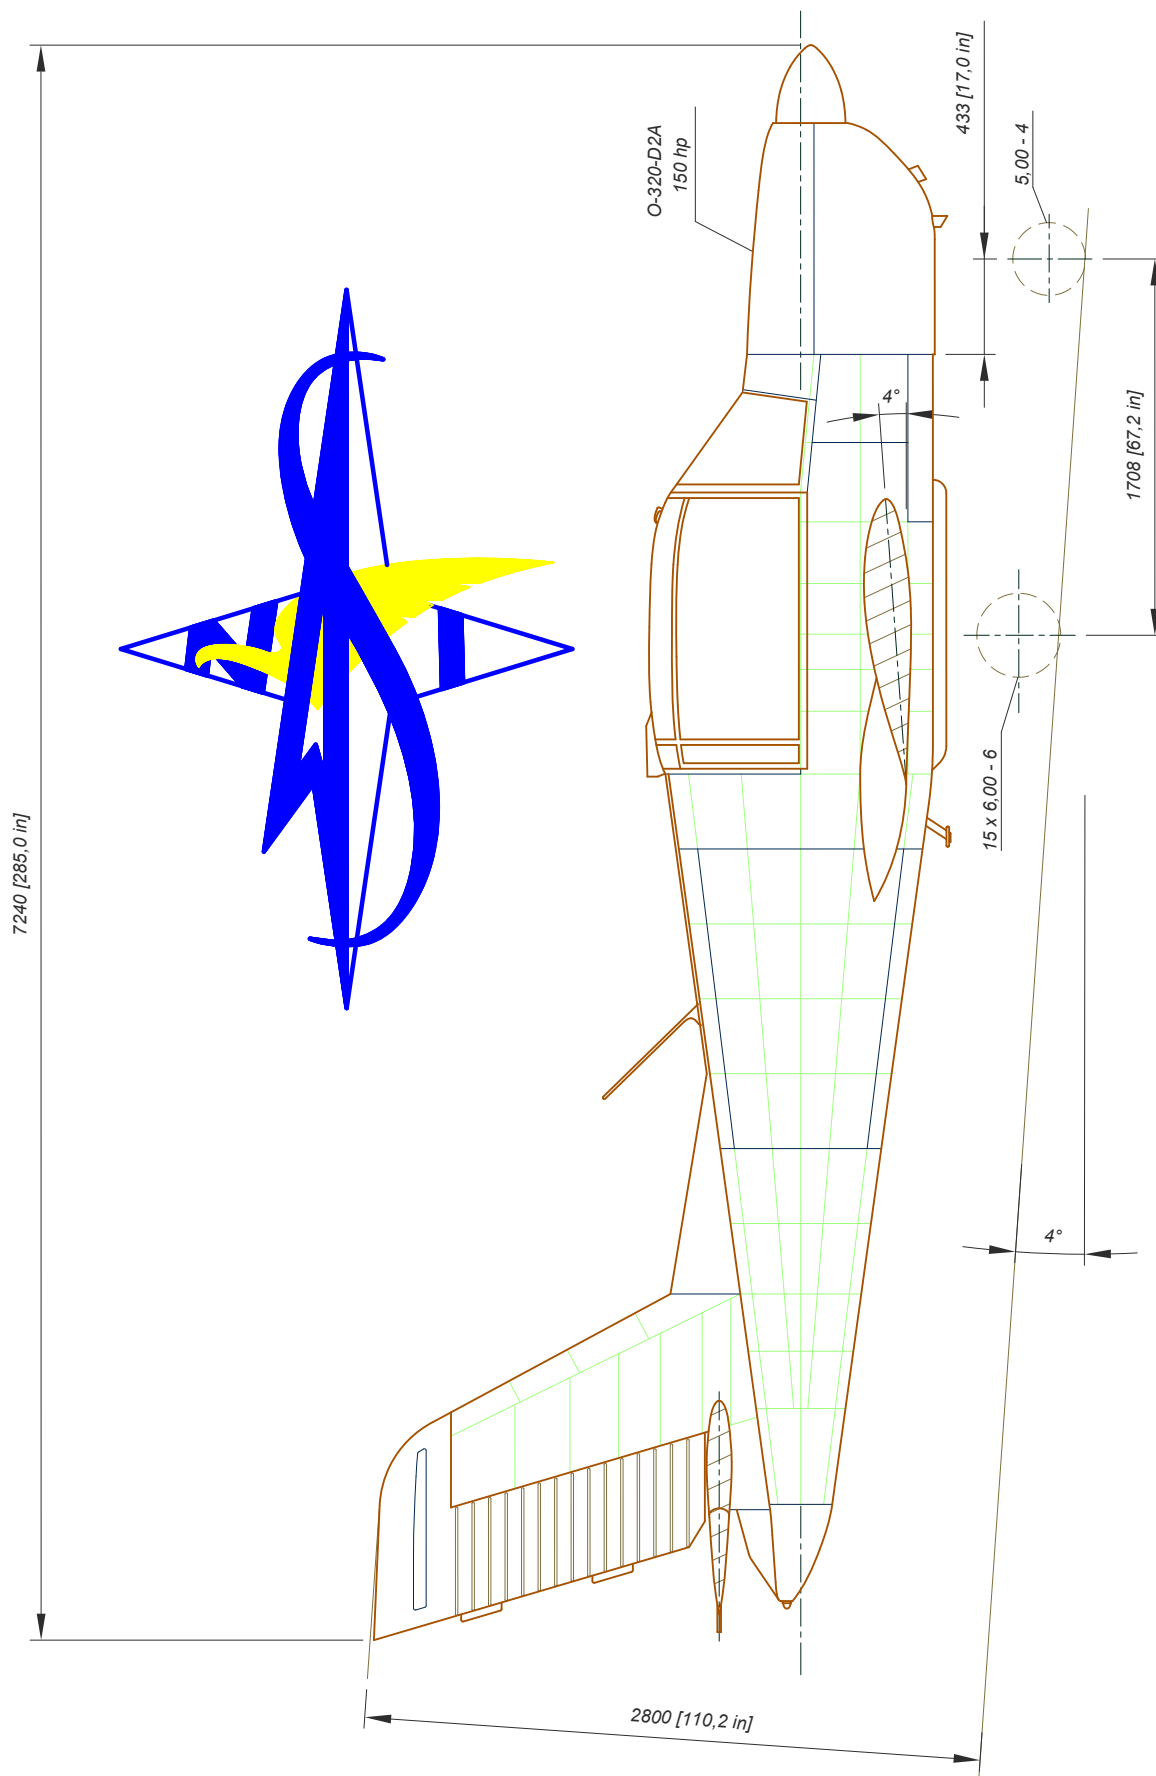 433 [17,0 in]
O-320-D2A
150 hp
5,00 - 4
4°
1708 [67,2 in]
15 x 6,00 - 6
7240 [285,0 in]
4°
2800 [110,2 in]